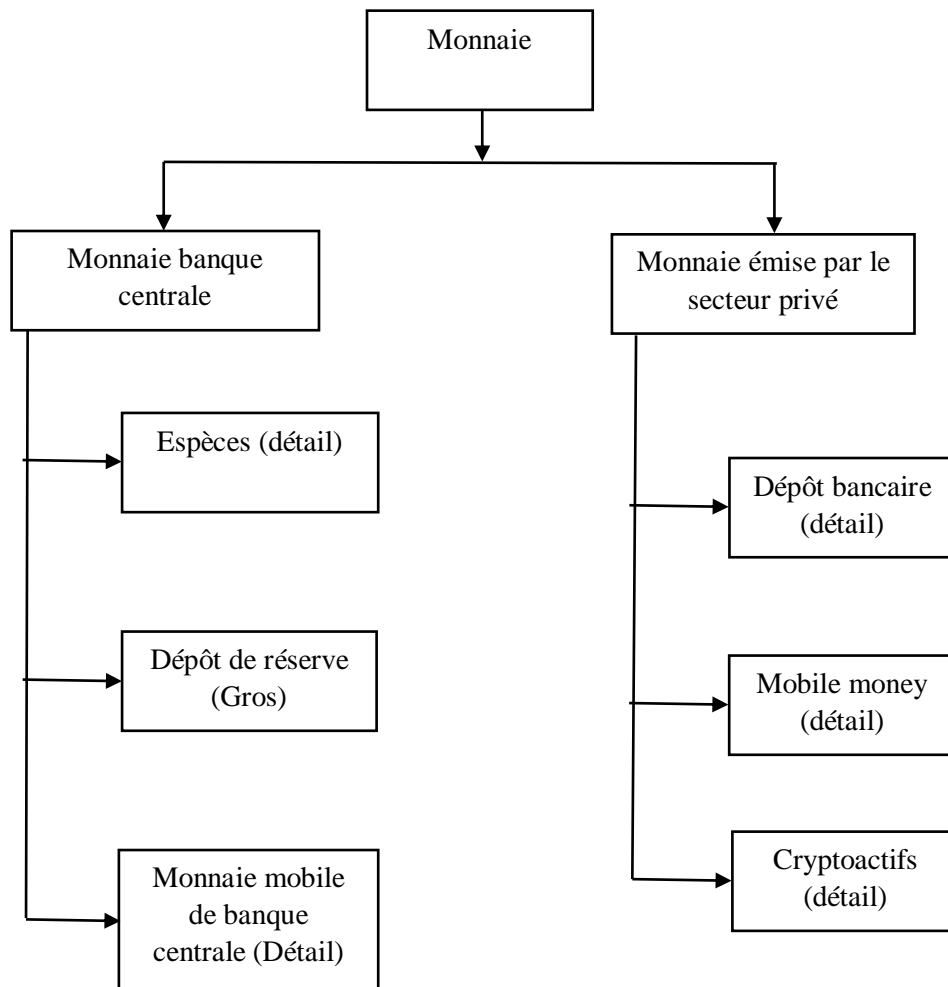 Monnaie
Monnaie banque
centrale
Monnaie émise par le
secteur privé
Espèces (détail)
Dépôt de réserve
(Gros)
Monnaie mobile
de banque
centrale (Détail)
Dépôt bancaire
(détail)
Mobile money
(détail)
Cryptoactifs
(détail)